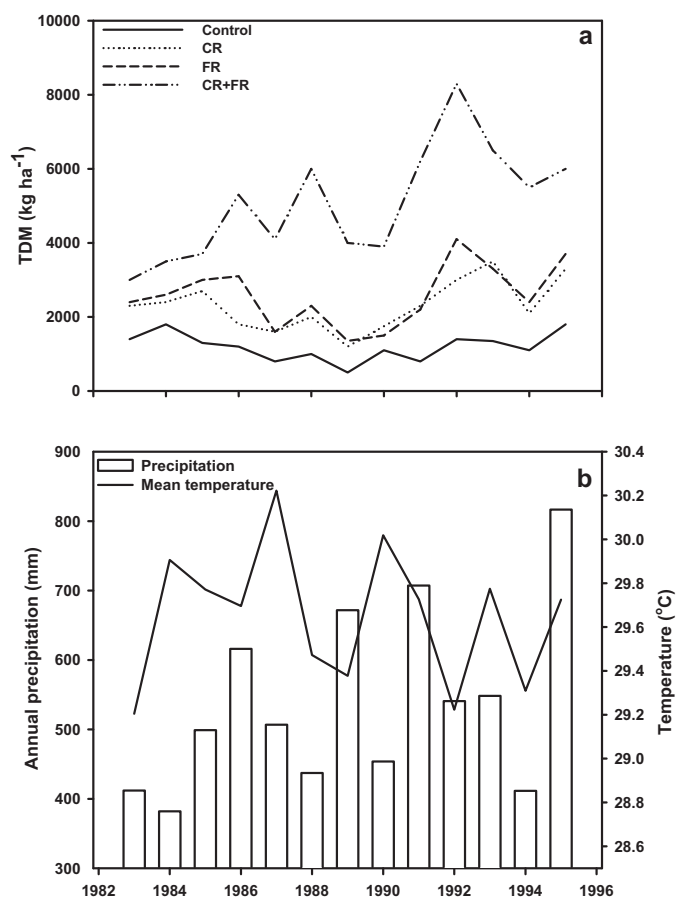 10000
8000
6000
4000
2000
0
TDM (kg ha-1)
Control
CR
FR
CR+FR
a
900
800
700
600
500
400
300
Annual precipitation (mm)
Precipitation
Mean temperature
b
30.4
30.2
30.0
29.8
29.6
29.4
29.2
29.0
28.8
28.6
Temperature (oC)
1982 1984 1986 1988 1990 1992 1994 1996